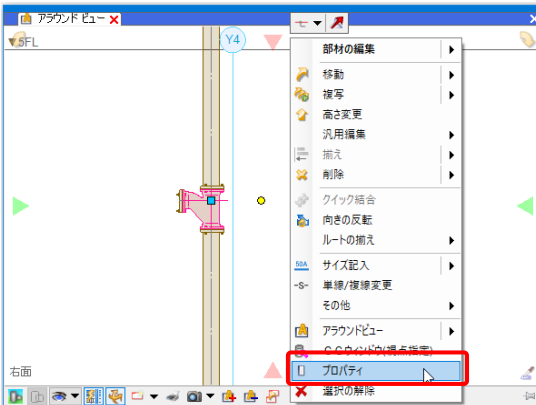 アラウンド ビュー
▼5FL
Y4
部材の編集
移動
複写
高さ変更
汎用編集
揃え
削除
クイック結合
向きの反転
ルートの揃え
50A サイズ記入
-S- 単線/複線変更
その他
アラウンドビュー
CGウィンドウ(視点指定)
プロパティ
選択の解除
右面